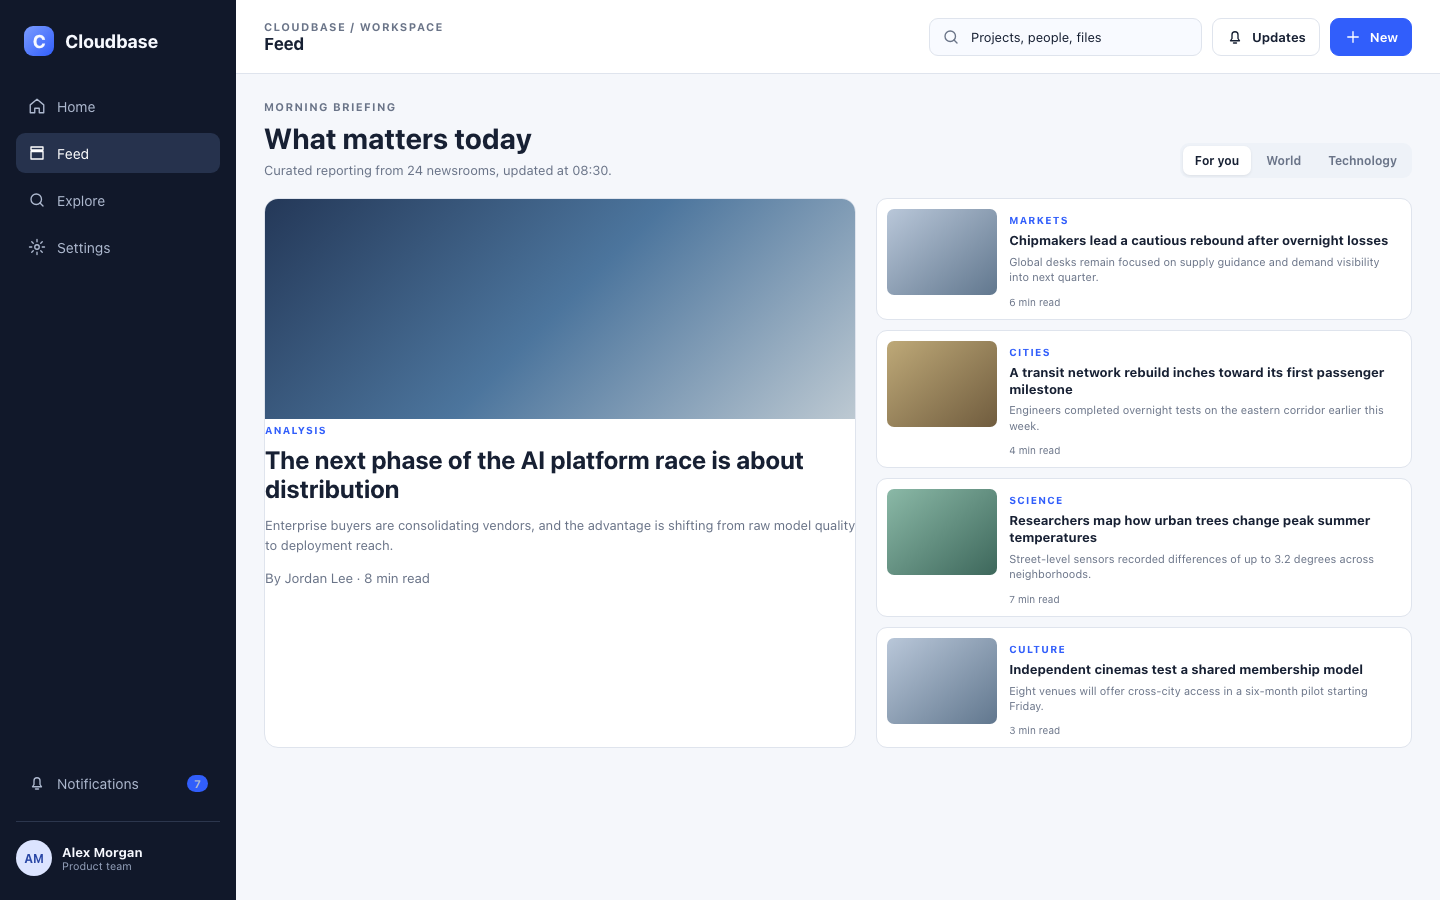 C Cloudbase
Home
Feed
Explore
Settings
Notifications 7
AM
Alex Morgan
Product team
CLOUDBASE / WORKSPACE
Feed
Projects, people, files
Updates
New
MORNING BRIEFING
What matters today
Curated reporting from 24 newsrooms, updated at 08:30.
For you World Technology
ANALYSIS
The next phase of the AI platform race is about
distribution
Enterprise buyers are consolidating vendors, and the advantage is shifting from raw model quality
to deployment reach.
By Jordan Lee · 8 min read
MARKETS
Chipmakers lead a cautious rebound after overnight losses
Global desks remain focused on supply guidance and demand visibility
into next quarter.
6 min read
CITIES
A transit network rebuild inches toward its first passenger
milestone
Engineers completed overnight tests on the eastern corridor earlier this
week.
4 min read
SCIENCE
Researchers map how urban trees change peak summer
temperatures
Street-level sensors recorded differences of up to 3.2 degrees across
neighborhoods.
7 min read
CULTURE
Independent cinemas test a shared membership model
Eight venues will offer cross-city access in a six-month pilot starting
Friday.
3 min read